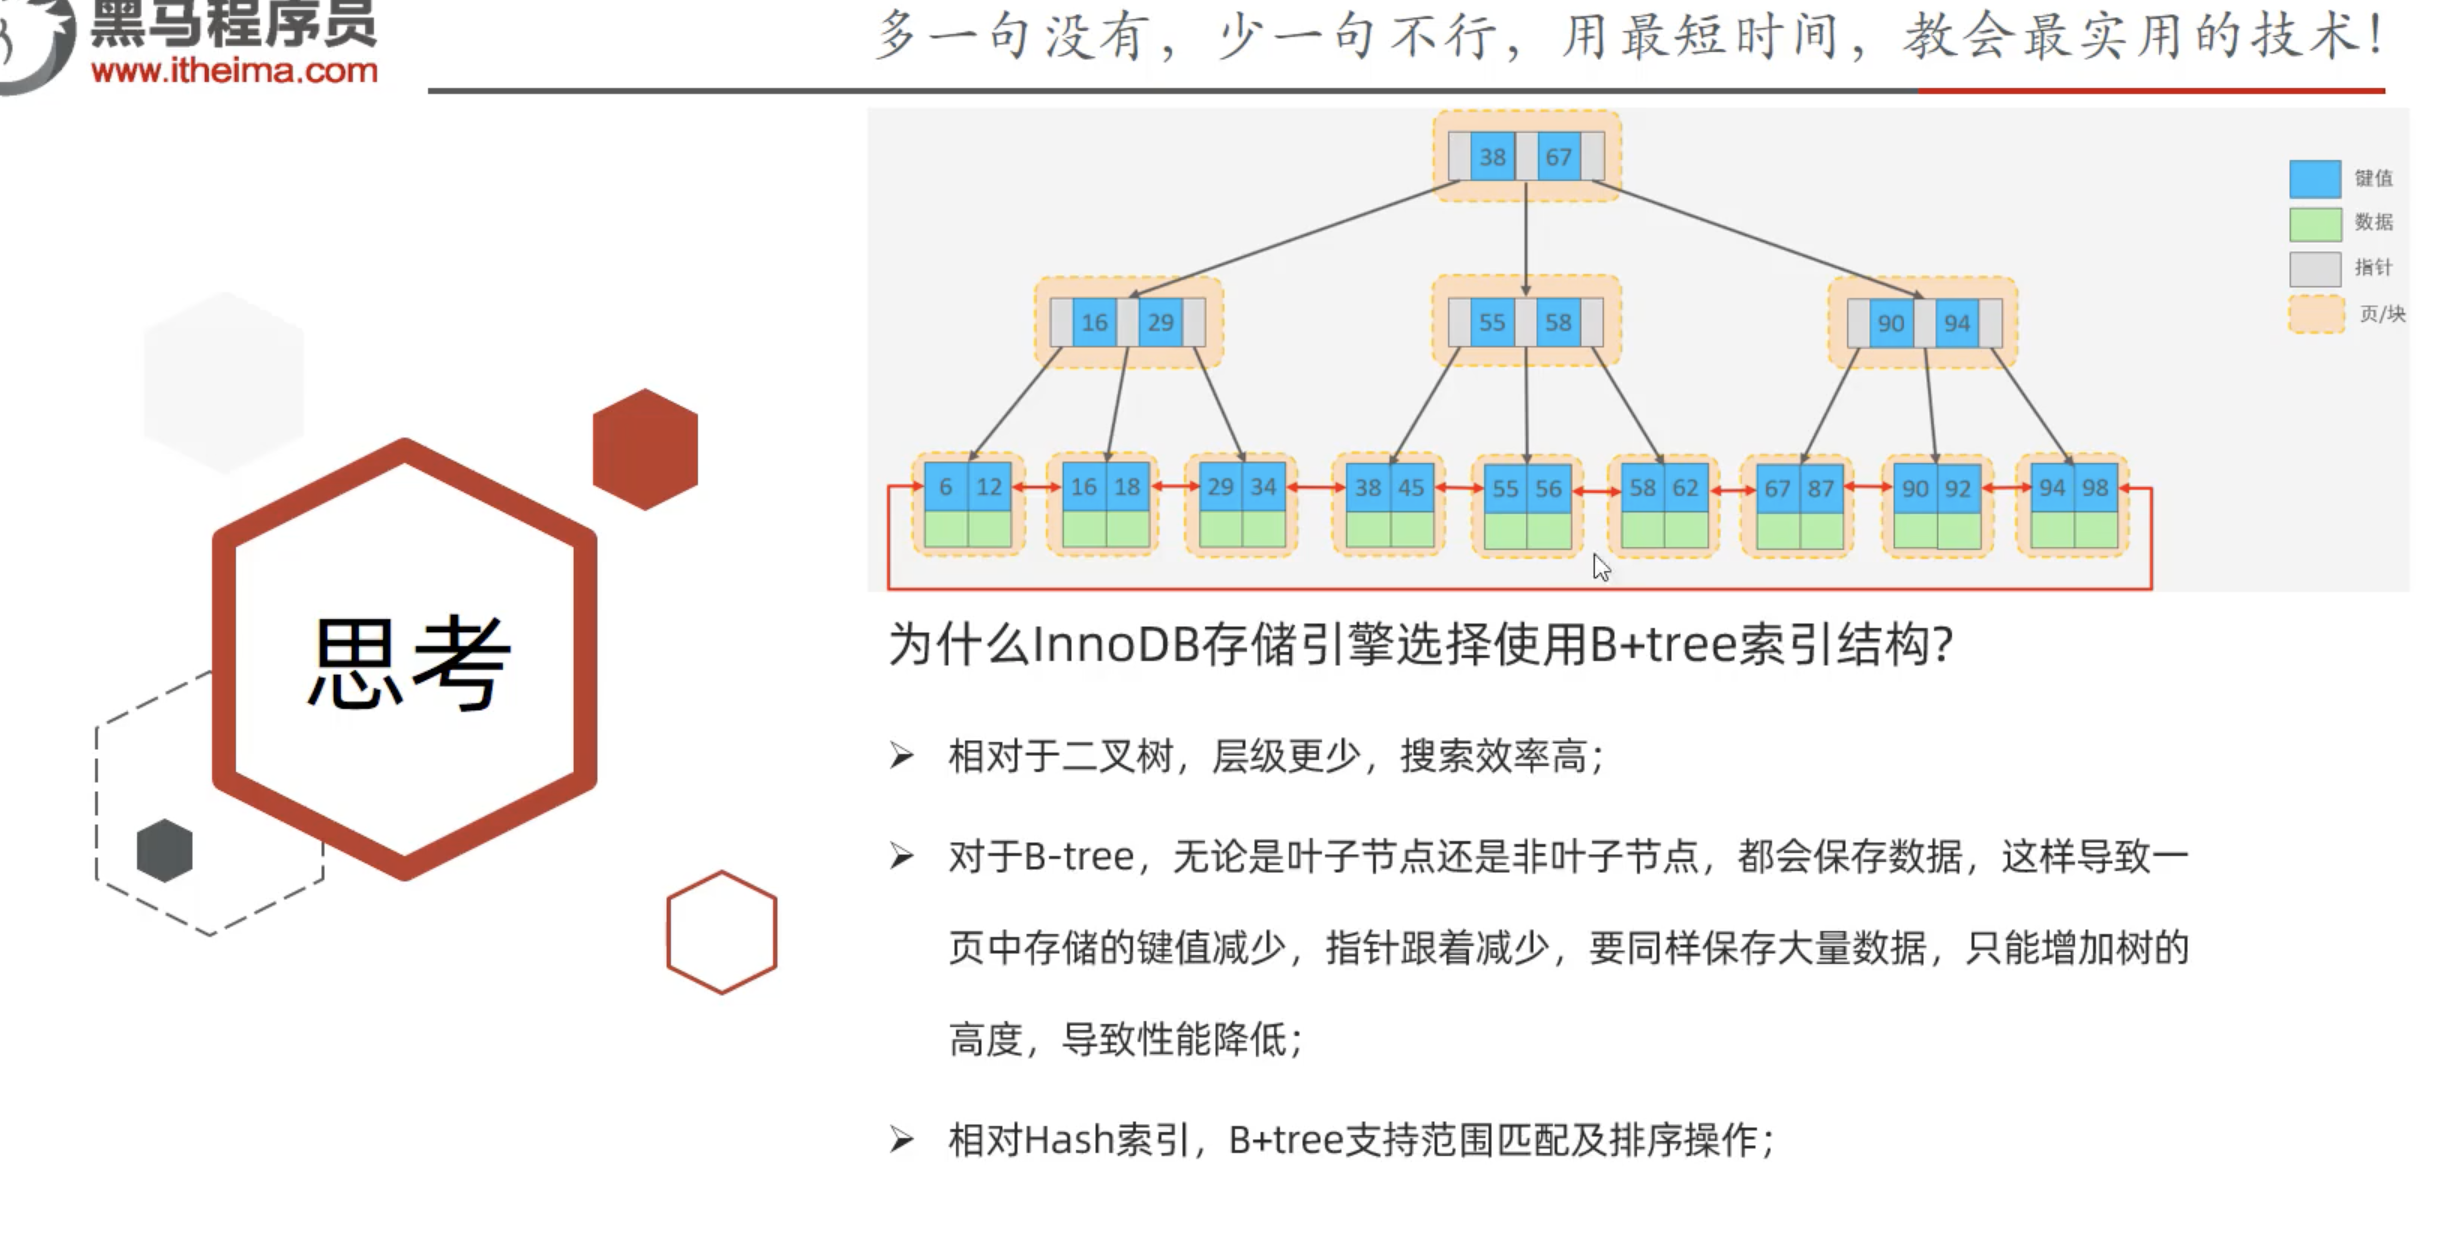 黑马程序员
www.itheima.com
多一句没有，少一句不行，用最短时间，教会最实用的技术！
38 67
键值
数据
指针
页/块
16 29 55 58 90 94
6 12 16 18 29 34 38 45 55 56 58 62 67 87 90 92 94 98
思考
为什么InnoDB存储引擎选择使用B+tree索引结构?
相对于二叉树，层级更少，搜索效率高；
对于B-tree，无论是叶子节点还是非叶子节点，都会保存数据，这样导致一
页中存储的键值减少，指针跟着减少，要同样保存大量数据，只能增加树的
高度，导致性能降低；
相对Hash索引，B+tree支持范围匹配及排序操作；